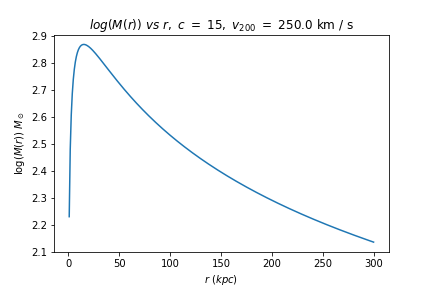 log(M(r)) vs r, c = 15, v₂₀₀ = 250.0 km / s
2.9
2.8
2.7
2.6
2.5
2.4
2.3
2.2
2.1
log(M(r)) M⊙
0 50 100 150 200 250 300
r (kpc)